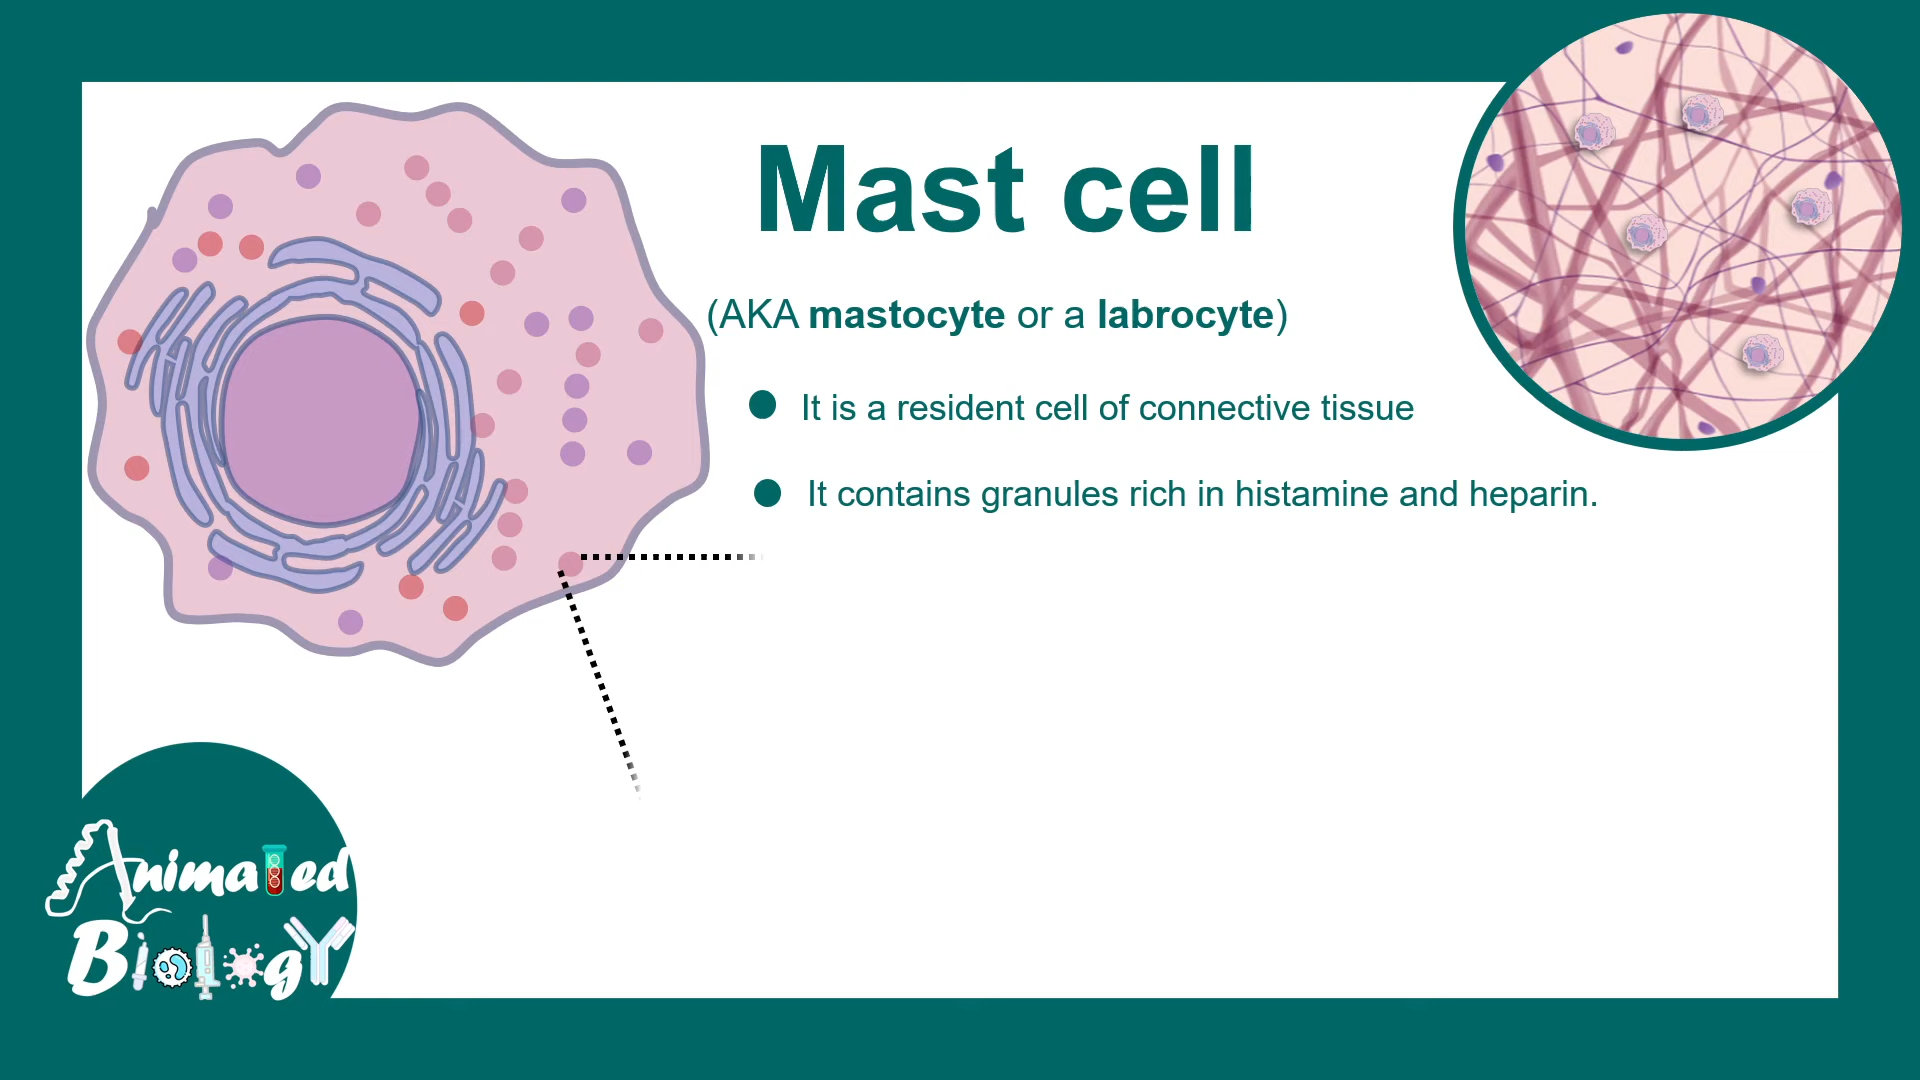 Mast cell
(AKA mastocyte or a labrocyte)
It is a resident cell of connective tissue
It contains granules rich in histamine and heparin.
Animated
Biology